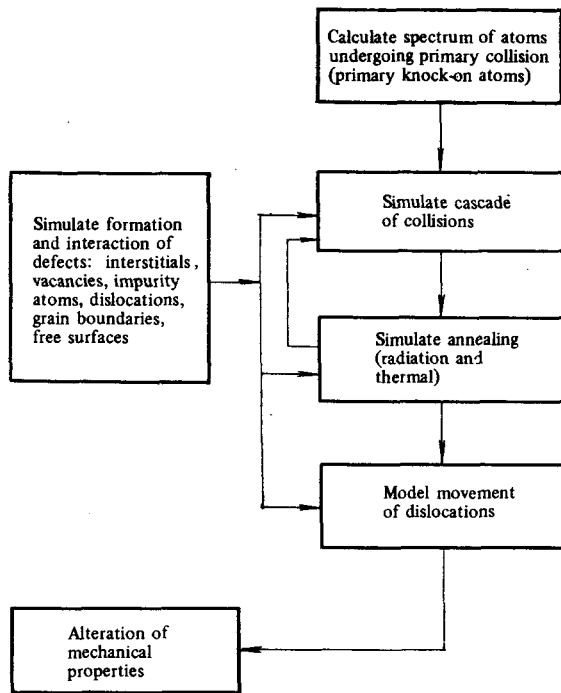 Calculate spectrum of atoms
undergoing primary collision
(primary knock-on atoms)
Simulate cascade
of collisions
Simulate formation
and interaction of
defects: interstitials,
vacancies, impurity
atoms, dislocations,
grain boundaries,
free surfaces
Simulate annealing
(radiation and
thermal)
Model movement
of dislocations
Alteration of
mechanical
properties